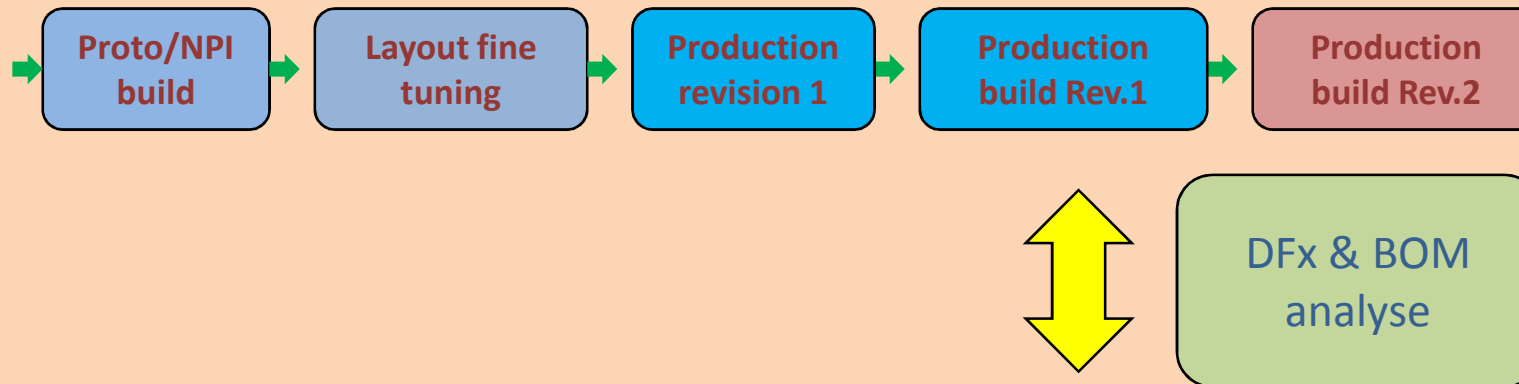 Proto/NPI
build
Layout fine
tuning
Production
revision 1
Production
build Rev.1
Production
build Rev.2
DFx & BOM
analyse